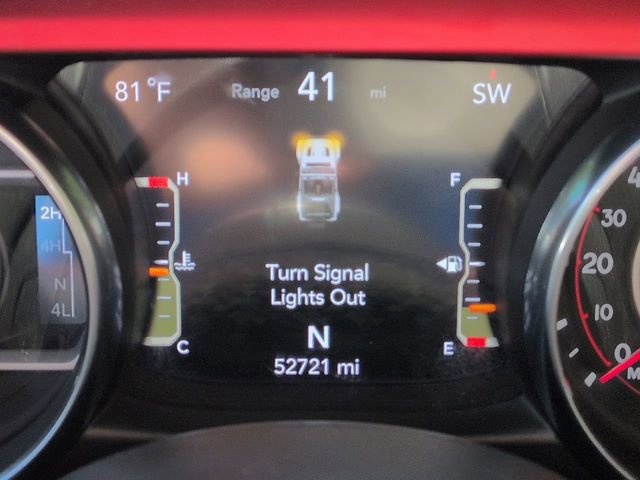 81°F Range 41 mi SW
H
F
2H
4H
N
4L
C
E
Turn Signal
Lights Out
N
52721 mi
30
20
10
0